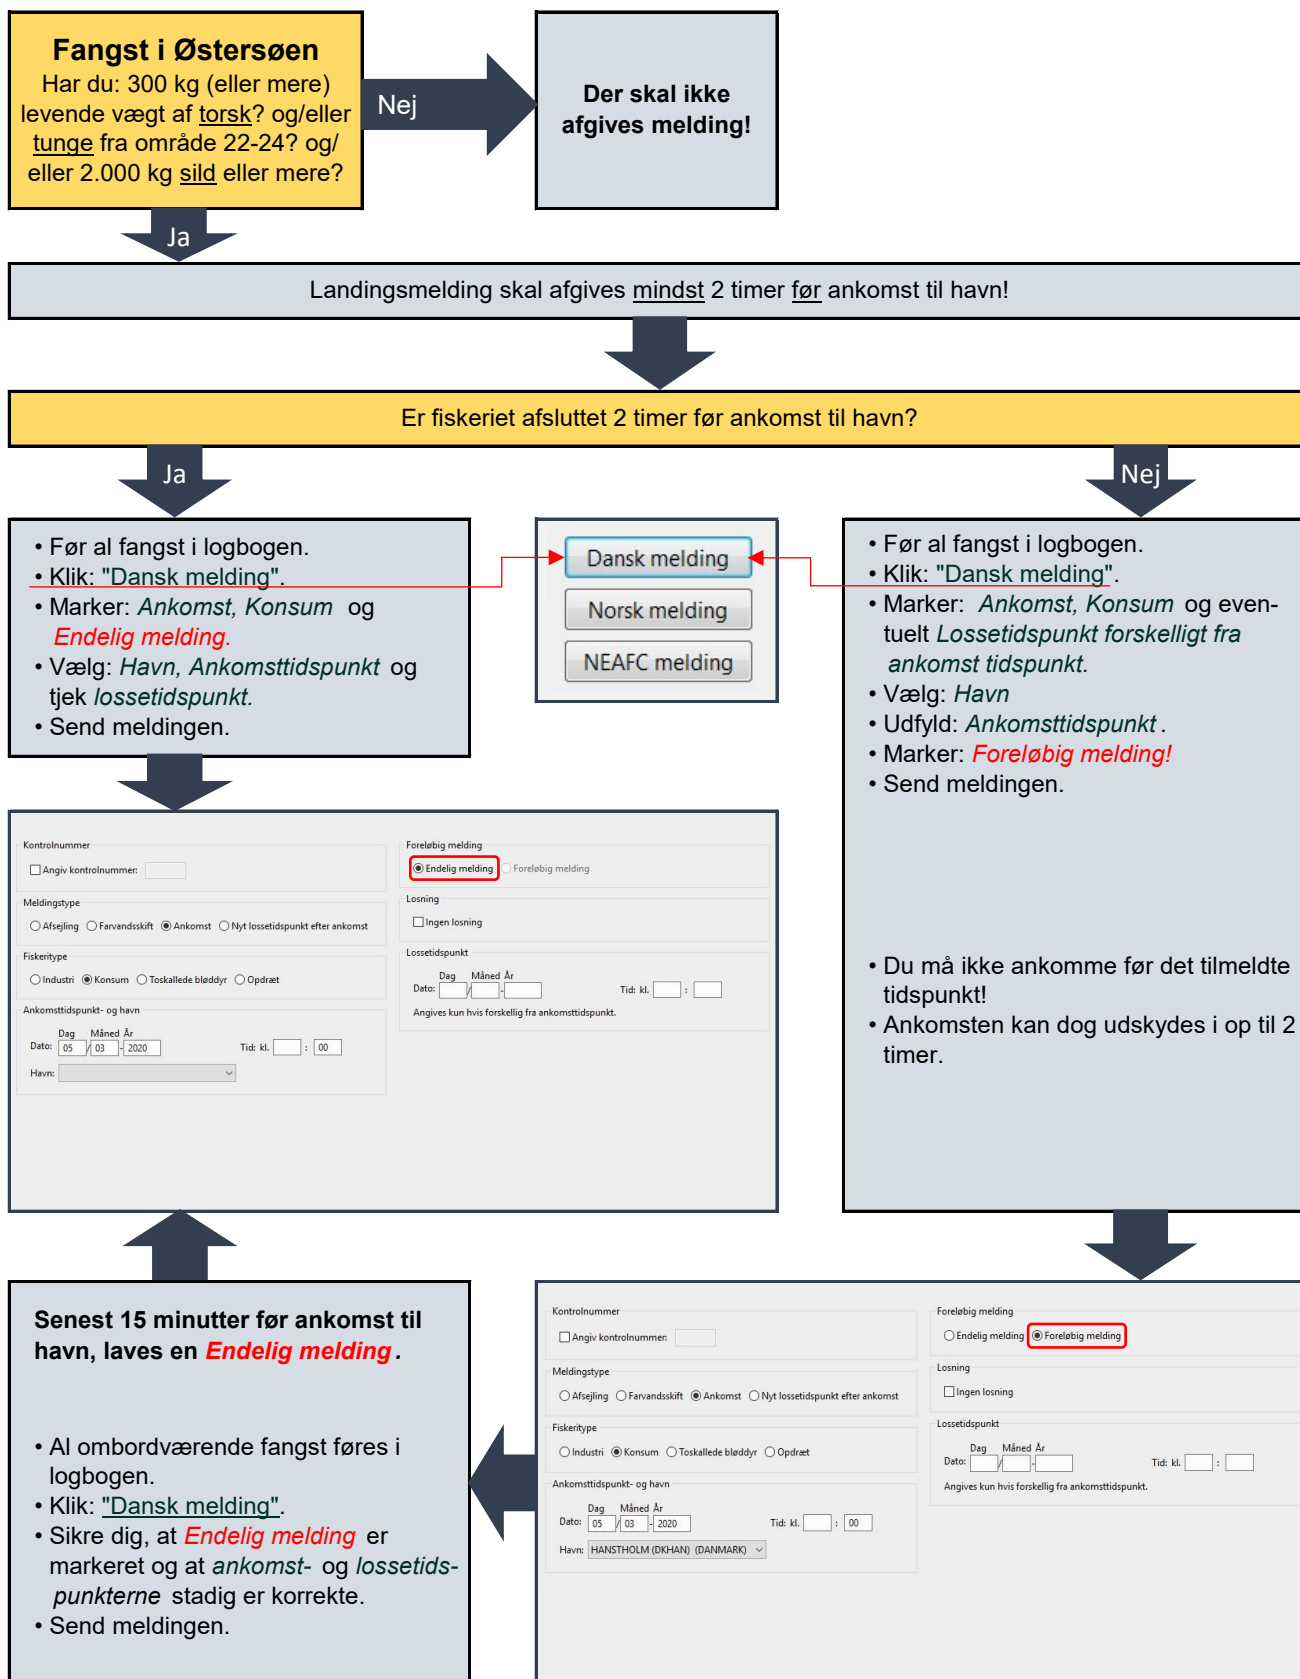 Fangst i Østersøen
Har du: 300 kg (eller mere)
levende vægt af torsk? og/eller
tunge fra område 22-24? og/
eller 2.000 kg sild eller mere?
Nej
Der skal ikke
afgives melding!
Ja
Landingsmelding skal afgives mindst 2 timer før ankomst til havn!
Er fiskeriet afsluttet 2 timer før ankomst til havn?
Ja
Nej
• Før al fangst i logbogen.
• Klik: "Dansk melding".
• Marker: Ankomst, Konsum og
Endelig melding.
• Vælg: Havn, Ankomsttidspunkt og
tjek lossetidspunkt.
• Send meldingen.
Dansk melding
Norsk melding
NEAFC melding
• Før al fangst i logbogen.
• Klik: "Dansk melding".
• Marker: Ankomst, Konsum og even-
tuelt Lossetidspunkt forskelligt fra
ankomst tidspunkt.
• Vælg: Havn
• Udfyld: Ankomsttidspunkt.
• Marker: Foreløbig melding!
• Send meldingen.
• Du må ikke ankomme før det tilmeldte
tidspunkt!
• Ankomsten kan dog udskydes i op til 2
timer.
Kontrolnummer
Angiv kontrolnummer:
Meldingstype
Afsejling Farvandsskift Ankomst Nyt lossetidspunkt efter ankomst
Fiskeritype
Industri Konsum Toskallede bløddyr Opdræt
Ankomsttidspunkt- og havn
Dag Måned År
Dato: 05 / 03 - 2020 Tid: kl. : 00
Havn:
Foreløbig melding
Endelig melding Foreløbig melding
Losning
Ingen losning
Lossetidspunkt
Dag Måned År
Dato: / - Tid: kl. :
Angives kun hvis forskellig fra ankomsttidspunkt.
Senest 15 minutter før ankomst til
havn, laves en Endelig melding.
• Al ombordværende fangst føres i
logbogen.
• Klik: "Dansk melding".
• Sikre dig, at Endelig melding er
markeret og at ankomst- og lossetids-
punkterne stadig er korrekte.
• Send meldingen.
Kontrolnummer
Angiv kontrolnummer:
Meldingstype
Afsejling Farvandsskift Ankomst Nyt lossetidspunkt efter ankomst
Fiskeritype
Industri Konsum Toskallede bløddyr Opdræt
Ankomsttidspunkt- og havn
Dag Måned År
Dato: 05 / 03 - 2020 Tid: kl. : 00
Havn: HANSTHOLM (DKHAN) (DANMARK)
Foreløbig melding
Endelig melding Foreløbig melding
Losning
Ingen losning
Lossetidspunkt
Dag Måned År
Dato: / - Tid: kl. :
Angives kun hvis forskellig fra ankomsttidspunkt.